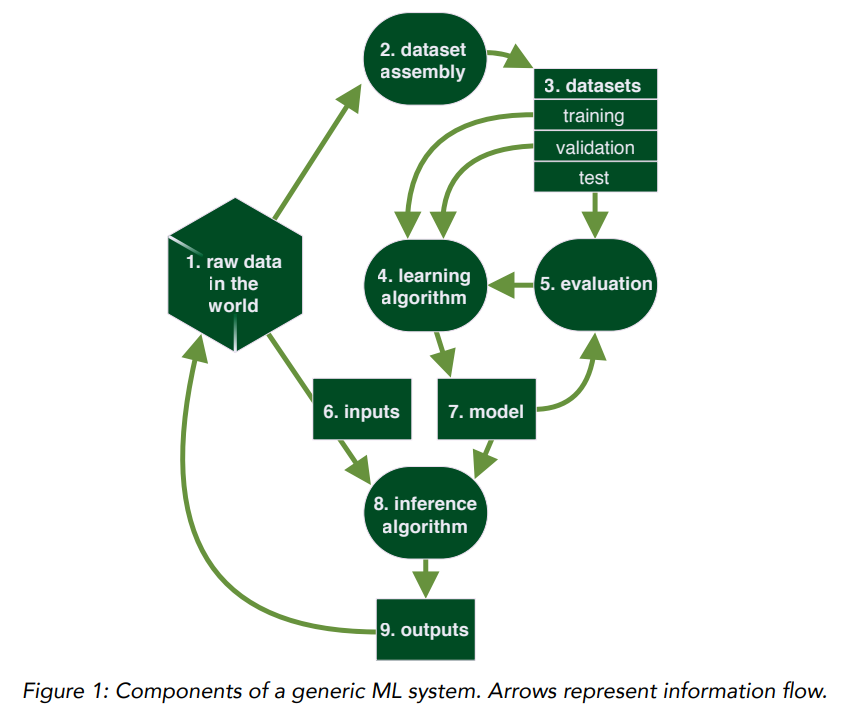 2. dataset
assembly
3. datasets
training
validation
test
1. raw data
in the
world
4. learning
algorithm
5. evaluation
6. inputs
7. model
8. inference
algorithm
9. outputs
Figure 1: Components of a generic ML system. Arrows represent information flow.